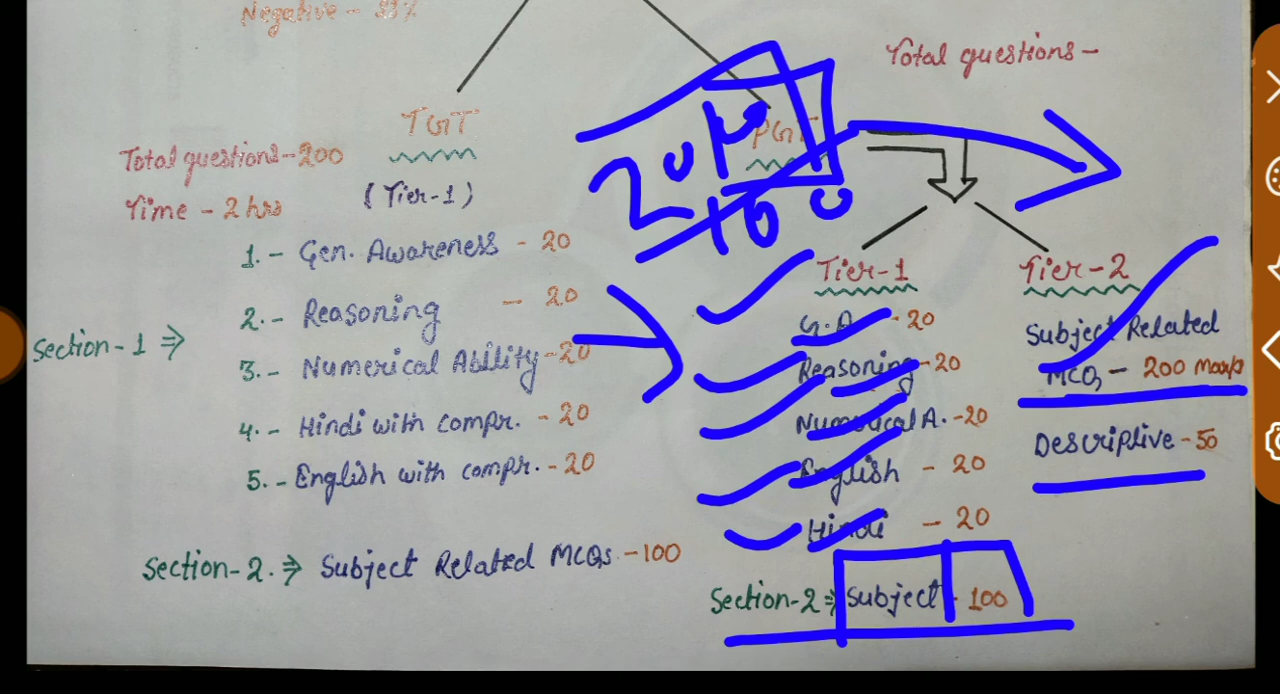 Negative - 33%
Total questions-
TGT
PGT
Total questions-200
Time - 2 hrs
(Tier-1)
1. - Gen. Awareness - 20
2. - Reasoning - 20
Section-1 ⇒
3. - Numerical Ability - 20
4. - Hindi with compr. - 20
5. - English with compr. - 20
Section-2. ⇒ Subject Related MCQs - 100
200
100
Tier-1
G.A - 20
Reasoning - 20
Numerical A. - 20
English - 20
Hindi - 20
Section-2 ⇒ Subject - 100
Tier-2
Subject Related
MCQs - 200 marks
Descriptive - 50